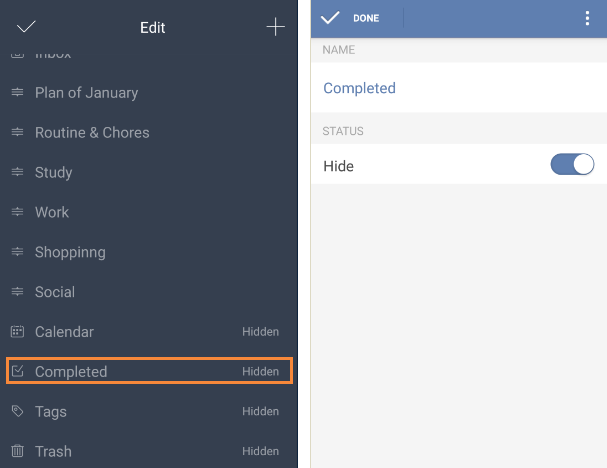 Edit
Inbox
Plan of January
Routine & Chores
Study
Work
Shoppinng
Social
Calendar Hidden
Completed Hidden
Tags Hidden
Trash Hidden
DONE
NAME
Completed
STATUS
Hide